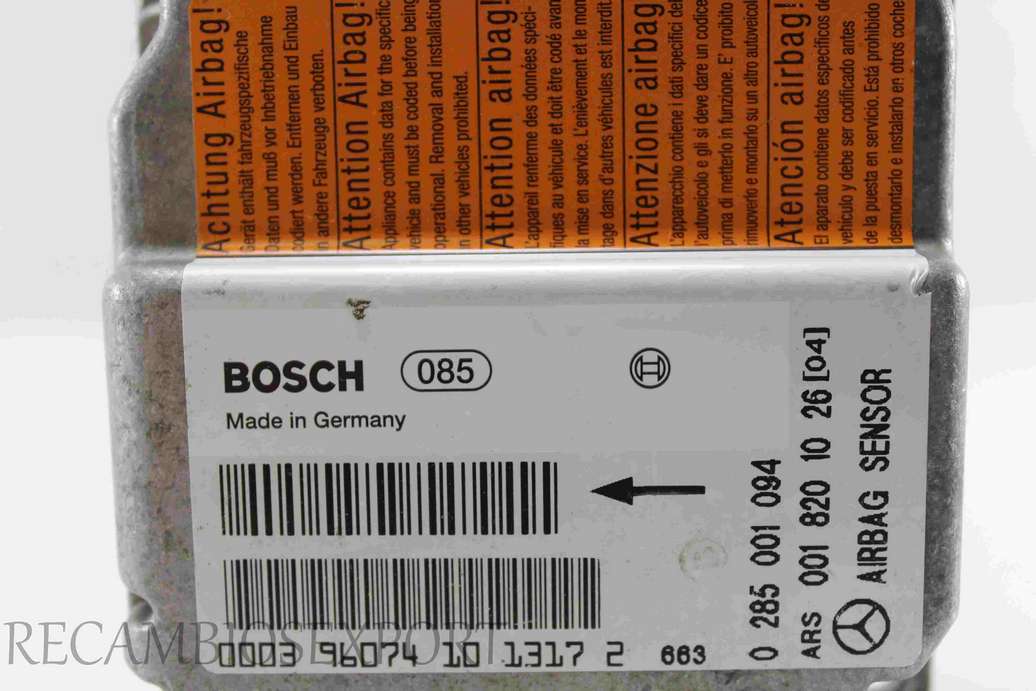 Achtung Airbag!
Gerät enthält fahrzeugspezifische
Daten und muß vor Inbetriebnahme
codiert werden. Entfernen und Einbau
in andere Fahrzeuge verboten.
Attention Airbag!
Appliance contains data for the specific
vehicle and must be coded before being
operational. Removal and installation
in other vehicles prohibited.
Attention airbag!
L'appareil renferme des données spéci-
fiques au véhicule et doit être codé avan
la mise en service. L'enlèvement et le mon
tage dans d'autres véhicules est interdit.
Attenzione airbag!
L'apparecchio contiene i dati specifici del
l'autoveicolo e gli si deve dare un codice
prima di metterlo in funzione. E' proibito
rimuoverlo e montarlo su un altro autoveicol
Atención airbag!
El aparato contiene datos específicos de
vehículo y debe ser codificado antes
de la puesta en servicio. Está prohibido
desmontarlo e instalarlo en otros coche
BOSCH 085
Made in Germany
0003 96074 10 1317 2 663
0 285 001 094
ARS 001 820 10 26 [04]
AIRBAG SENSOR
RECAMBIOSEXPORT